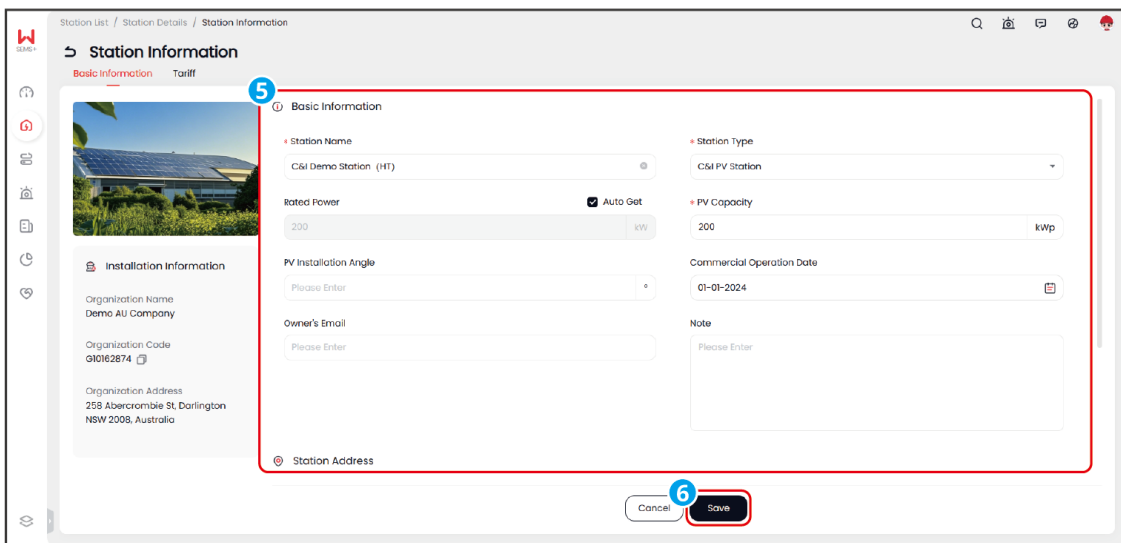 Station List / Station Details / Station Information
SEMS+
Station Information
Basic Information Tariff
5
Basic Information
* Station Name
* Station Type
C&I Demo Station (HT)
C&I PV Station
Rated Power
Auto Get
* PV Capacity
200 kW
200 kWp
PV Installation Angle
Commercial Operation Date
Please Enter °
01-01-2024
Owner's Email
Note
Please Enter
Please Enter
Installation Information
Organization Name
Demo AU Company
Organization Code
G10162874
Organization Address
258 Abercrombie St, Darlington
NSW 2008, Australia
Station Address
6
Cancel
Save